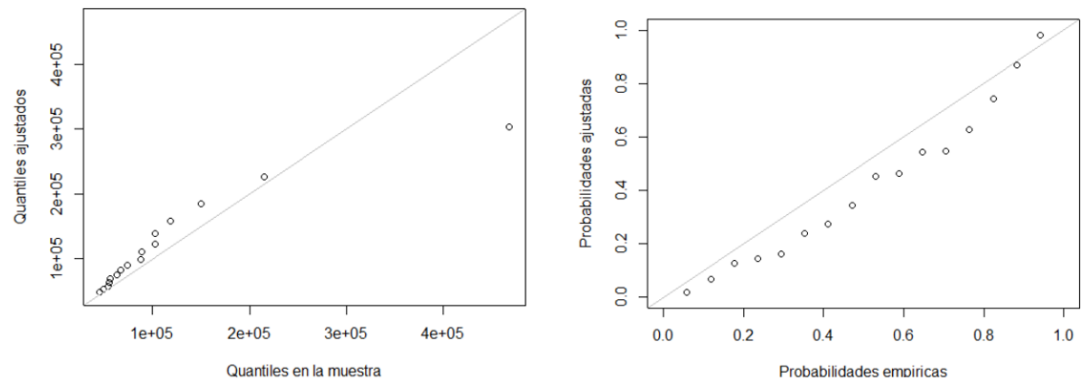 Quantiles ajustados
4e+05
3e+05
2e+05
1e+05
1e+05 2e+05 3e+05 4e+05
Quantiles en la muestra
Probabilidades ajustadas
1.0
0.8
0.6
0.4
0.2
0.0
0.0 0.2 0.4 0.6 0.8 1.0
Probabilidades empiricas